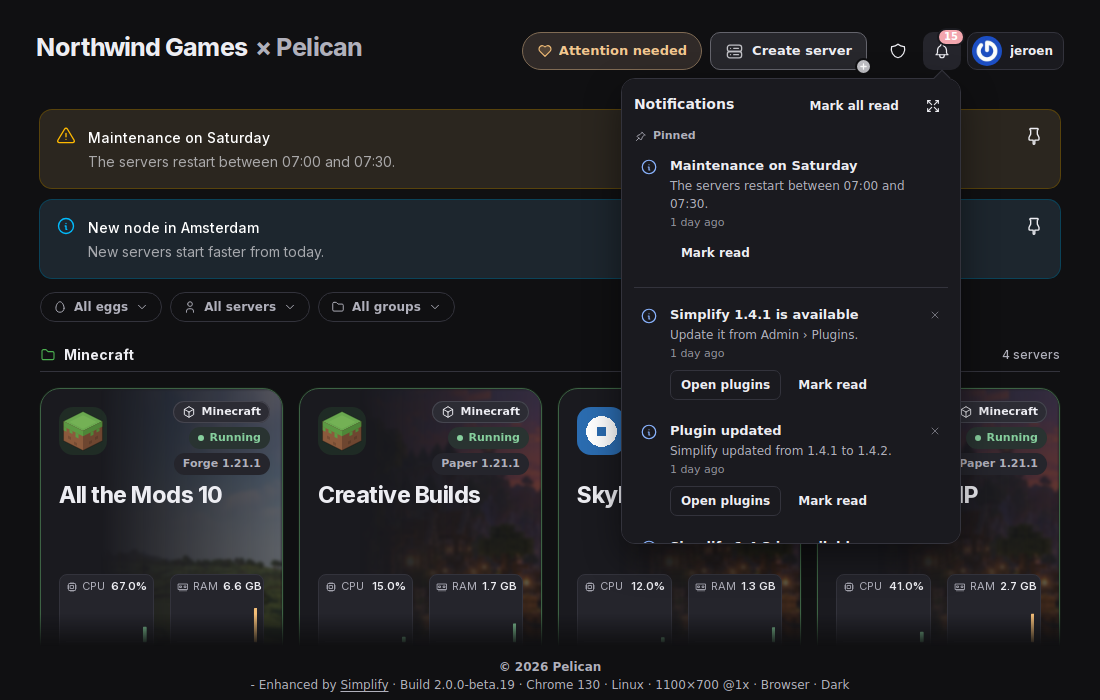 Northwind Games × Pelican
Attention needed
Create server
15
jeroen
Maintenance on Saturday
The servers restart between 07:00 and 07:30.
New node in Amsterdam
New servers start faster from today.
Notifications
Mark all read
Pinned
Maintenance on Saturday
The servers restart between 07:00 and
07:30.
1 day ago
Mark read
Simplify 1.4.1 is available
Update it from Admin › Plugins.
1 day ago
Open plugins
Mark read
Plugin updated
Simplify updated from 1.4.1 to 1.4.2.
1 day ago
Open plugins
Mark read
All eggs
All servers
All groups
Minecraft
4 servers
Minecraft
Running
Forge 1.21.1
All the Mods 10
CPU 67.0%
RAM 6.6 GB
Minecraft
Running
Paper 1.21.1
Creative Builds
CPU 15.0%
RAM 1.7 GB
CPU 12.0%
RAM 1.3 GB
Minecraft
Running
Paper 1.21.1
CPU 41.0%
RAM 2.7 GB
© 2026 Pelican
- Enhanced by Simplify · Build 2.0.0-beta.19 · Chrome 130 · Linux · 1100×700 @1x · Browser · Dark